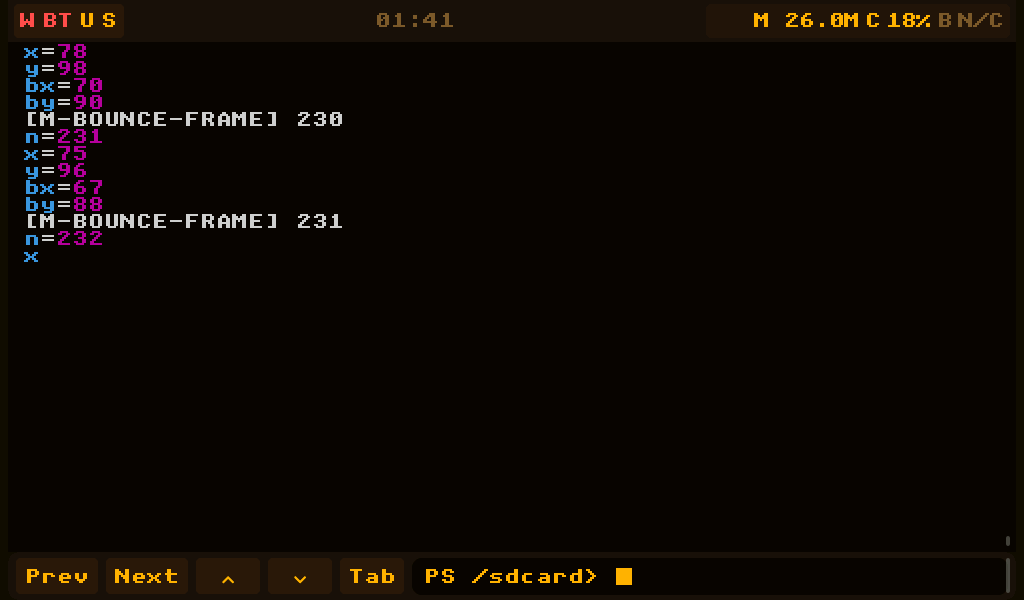 W BT U S 01:41 M 26.0M C 18% B N/C
x=78
y=98
bx=70
by=90
[M-BOUNCE-FRAME] 230
n=231
x=75
y=96
bx=67
by=88
[M-BOUNCE-FRAME] 231
n=232
x
Prev Next ^ ⌄ Tab PS /sdcard>